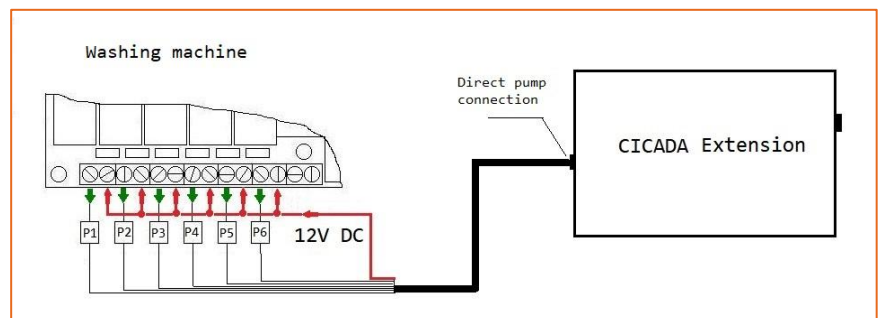 Washing machine
Direct pump
connection
CICADA Extension
P1 P2 P3 P4 P5 P6
12V DC